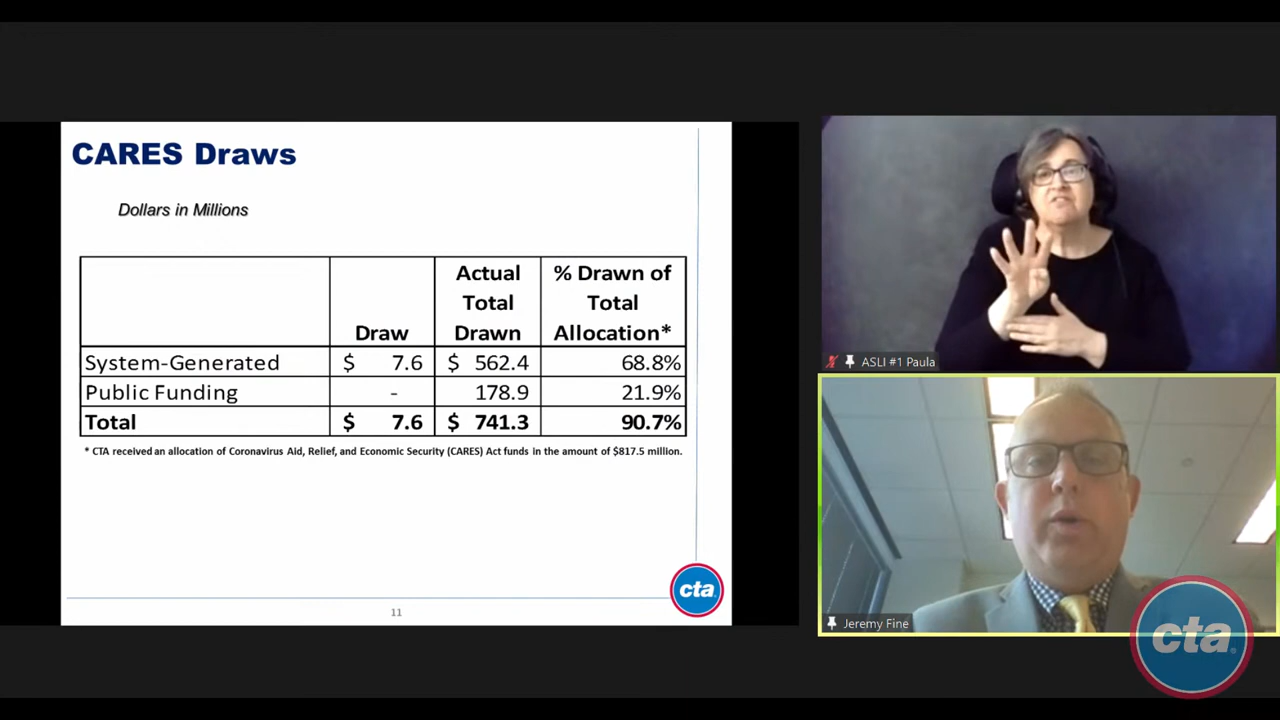 CARES Draws
Dollars in Millions
Draw Actual Total Drawn % Drawn of Total Allocation*
System-Generated $ 7.6 $ 562.4 68.8%
Public Funding - 178.9 21.9%
Total $ 7.6 $ 741.3 90.7%
* CTA received an allocation of Coronavirus Aid, Relief, and Economic Security (CARES) Act funds in the amount of $817.5 million.
cta
11
ASLI #1 Paula
Jeremy Fine
cta